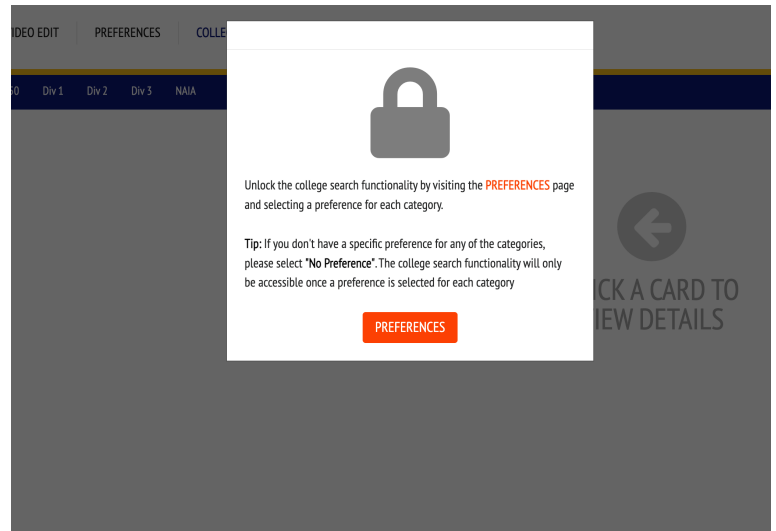 IDEO EDIT PREFERENCES COLLE
50 Div 1 Div 2 Div 3 NAIA
Unlock the college search functionality by visiting the PREFERENCES page
and selecting a preference for each category.
Tip: If you don't have a specific preference for any of the categories,
please select "No Preference". The college search functionality will only
be accessible once a preference is selected for each category
PREFERENCES
ICK A CARD TO
IEW DETAILS